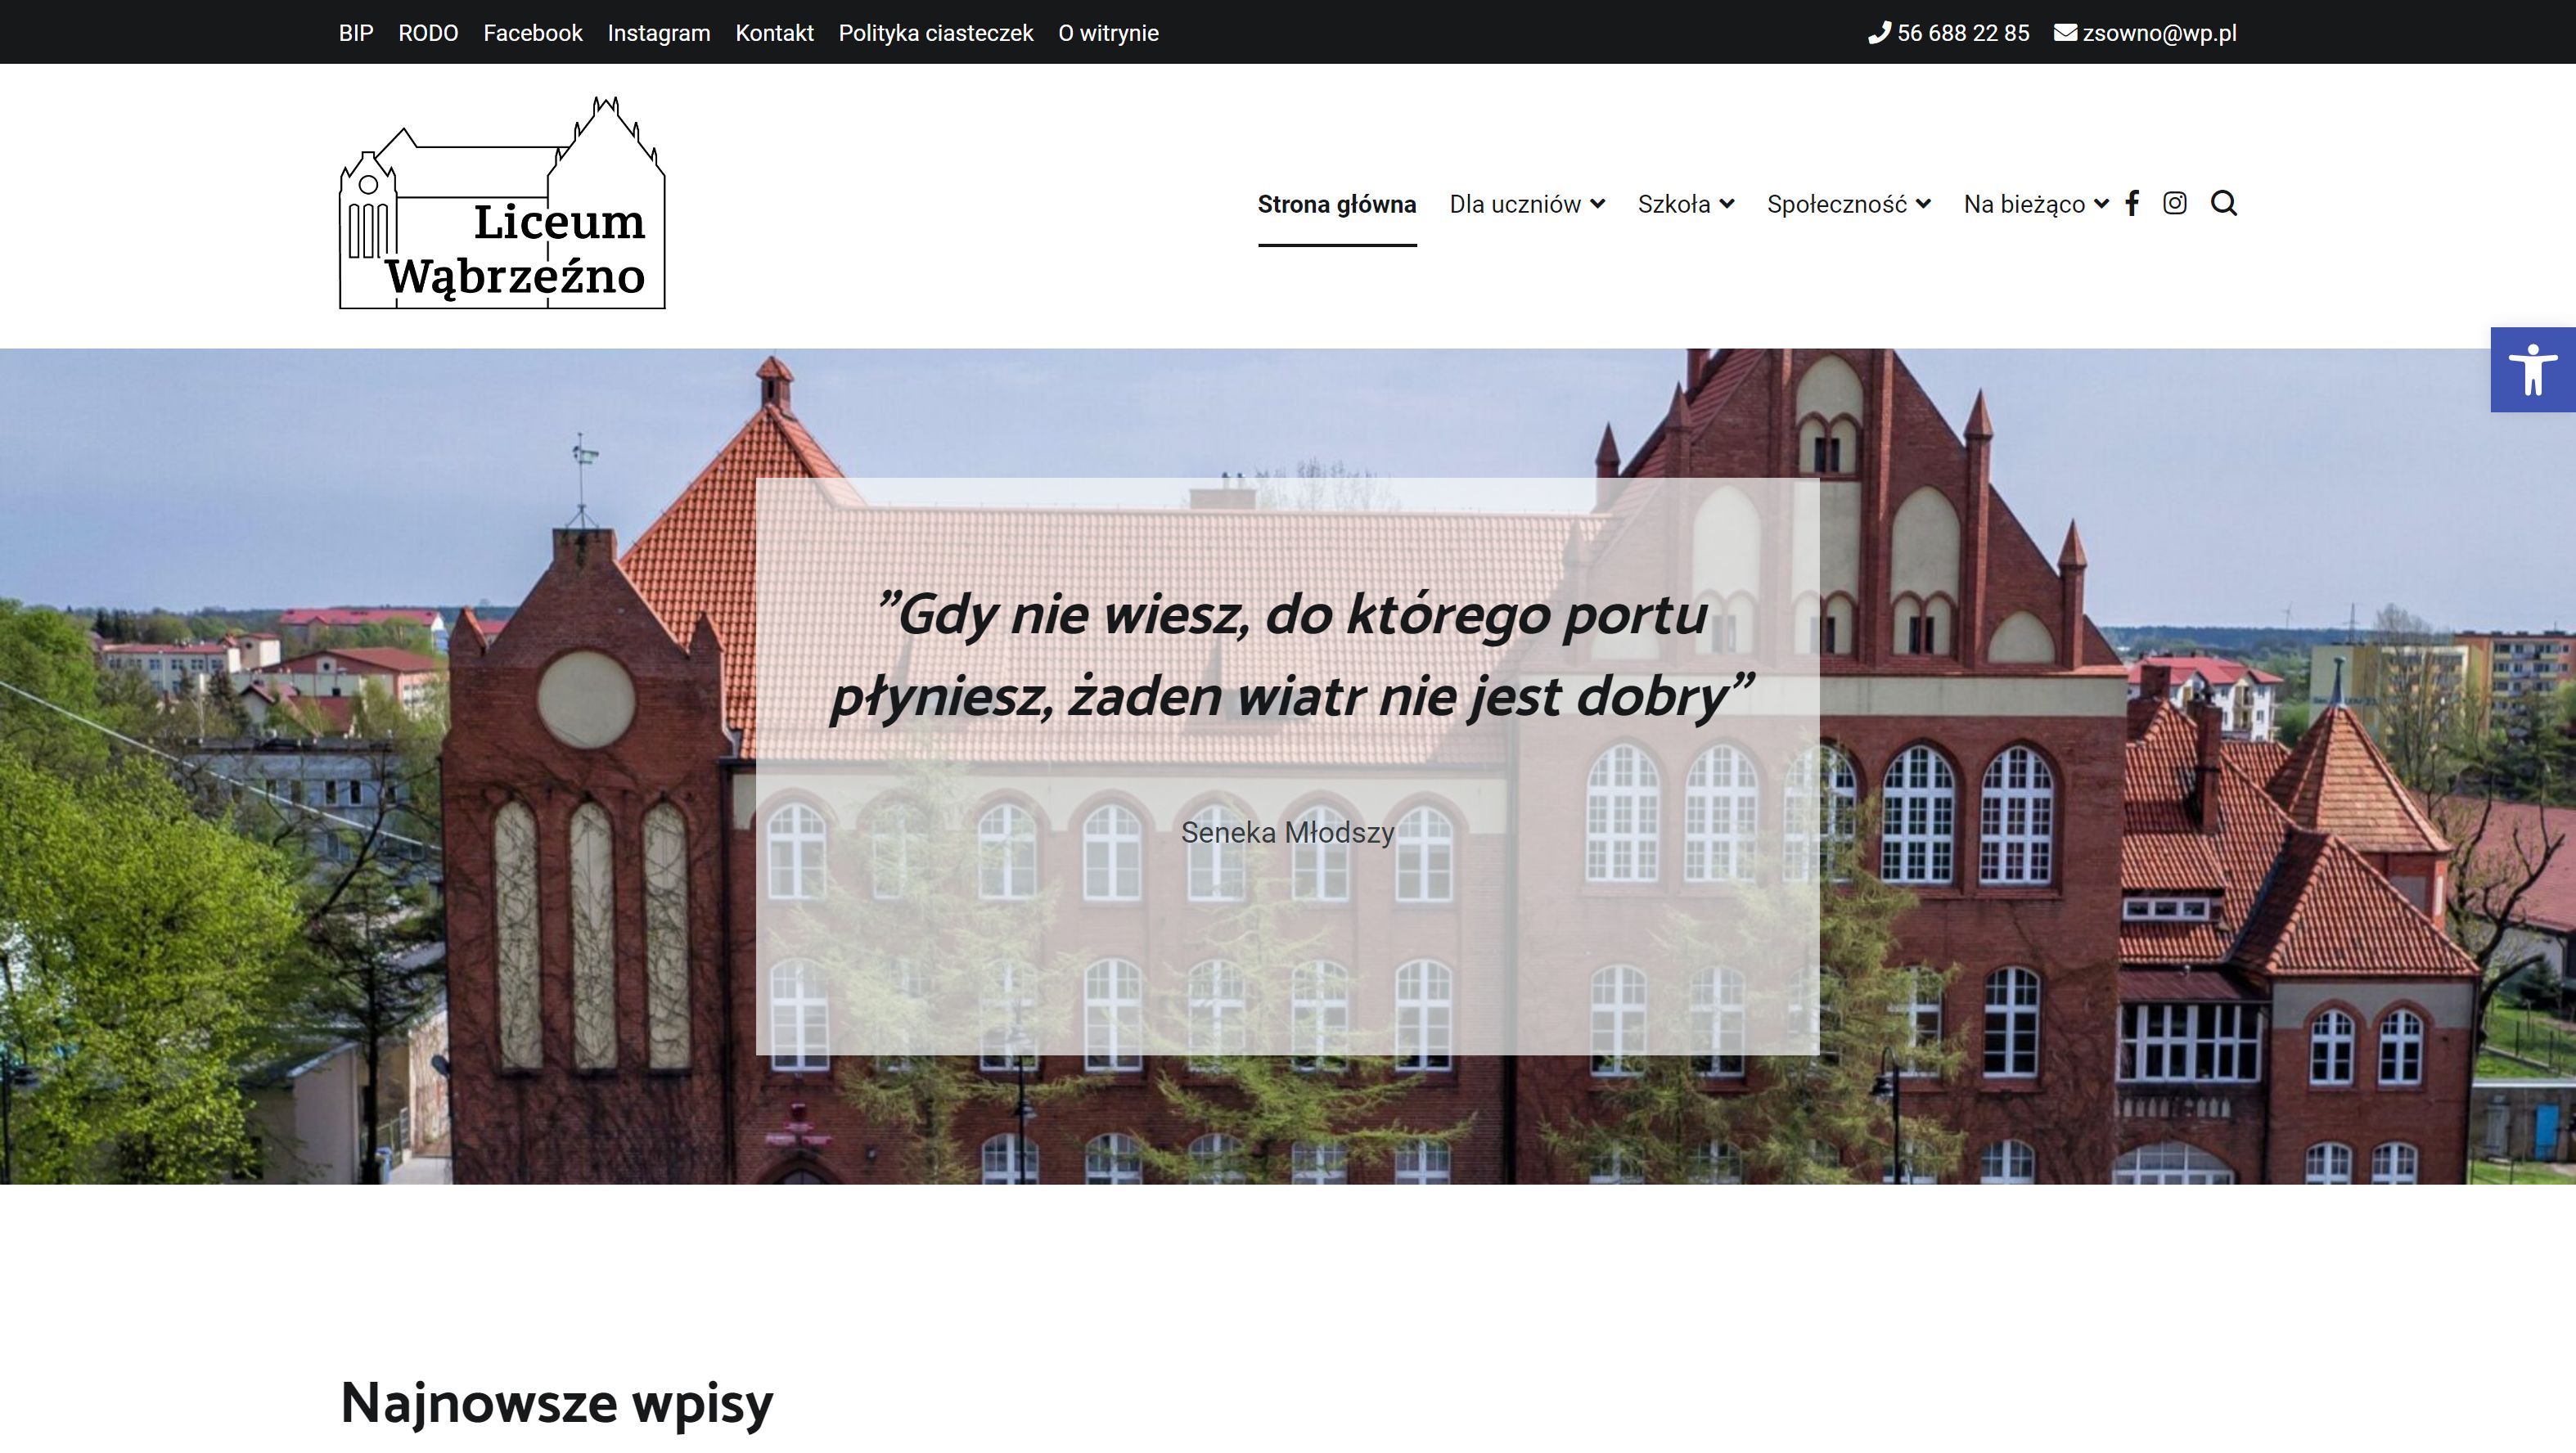 BIP RODO Facebook Instagram Kontakt Polityka ciasteczek O witrynie 56 688 22 85 zsowno@wp.pl
Liceum
Wąbrzeźno
Strona główna Dla uczniów Szkoła Społeczność Na bieżąco
”Gdy nie wiesz, do którego portu
płyniesz, żaden wiatr nie jest dobry”
Seneka Młodszy
Najnowsze wpisy